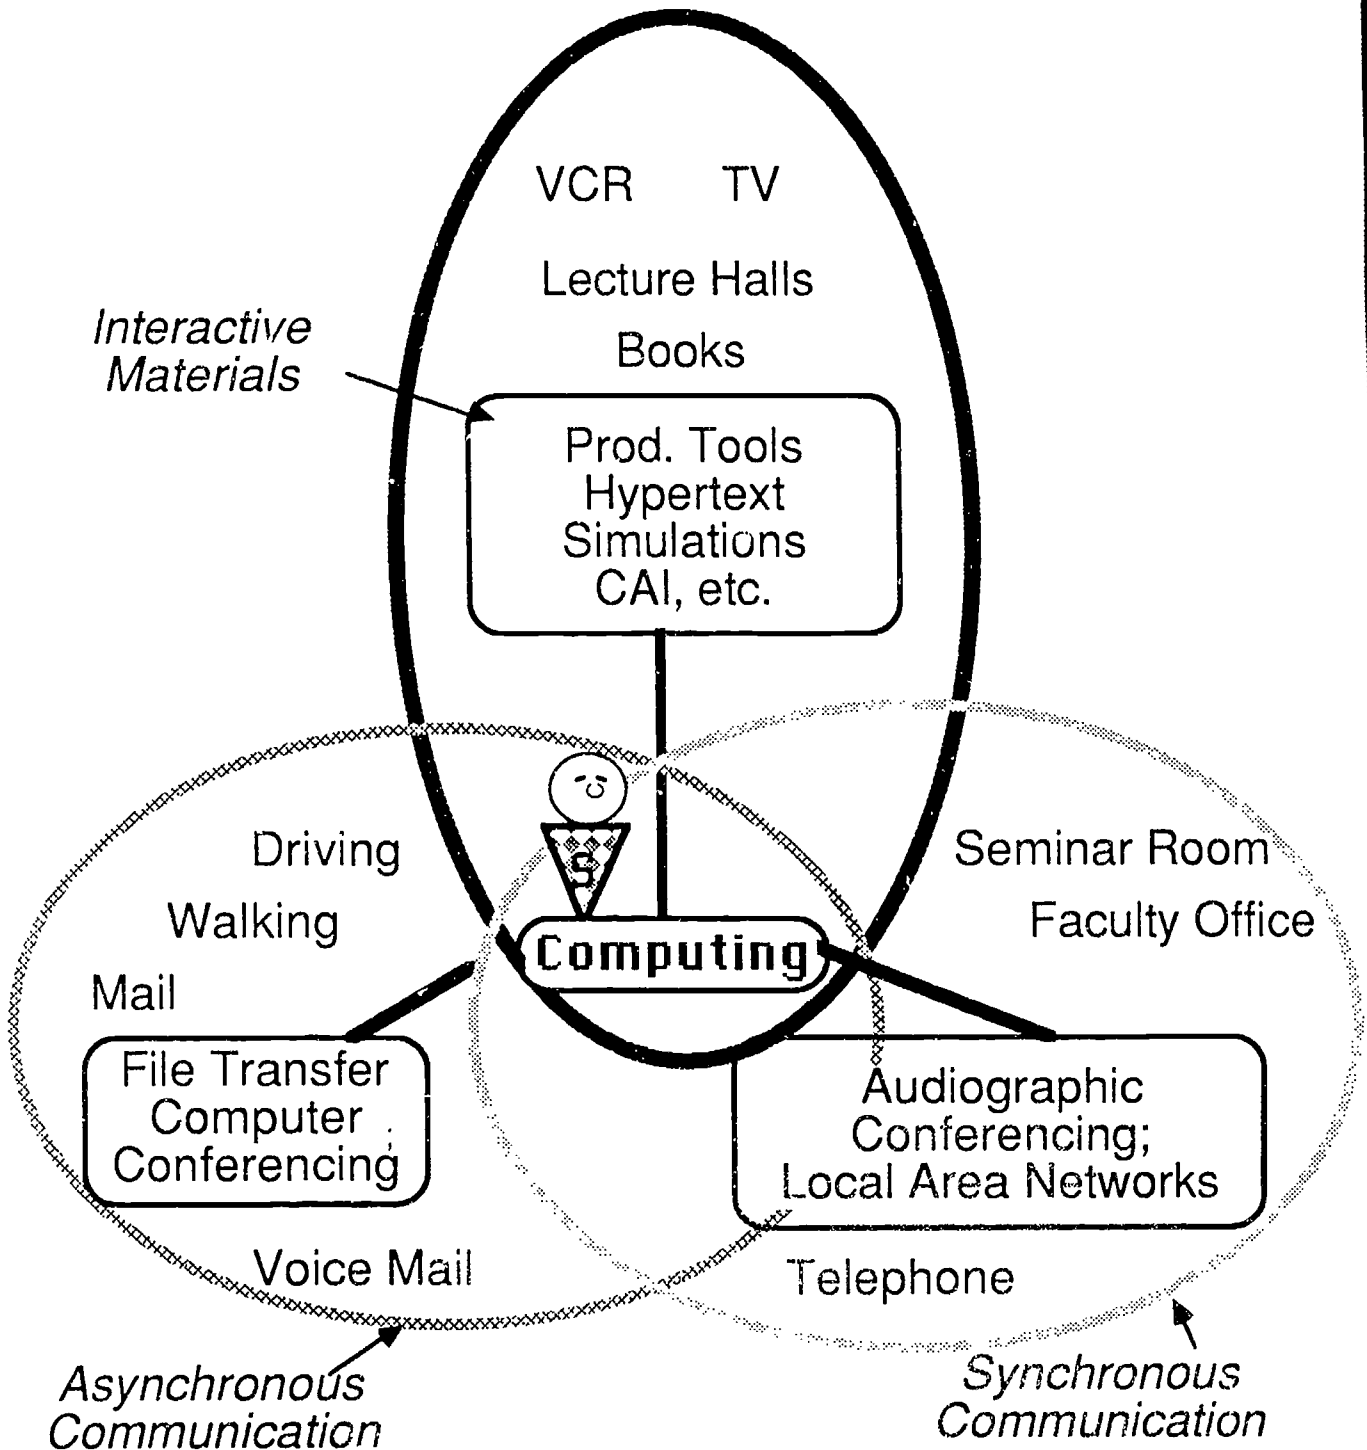 VCR TV
Lecture Halls
Interactive
Materials
Books
Prod. Tools
Hypertext
Simulations
CAI, etc.
Driving
Walking
Mail
S
Computing
Seminar Room
Faculty Office
File Transfer
Computer
Conferencing
Audiographic
Conferencing;
Local Area Networks
Voice Mail
Telephone
Asynchronous
Communication
Synchronous
Communication